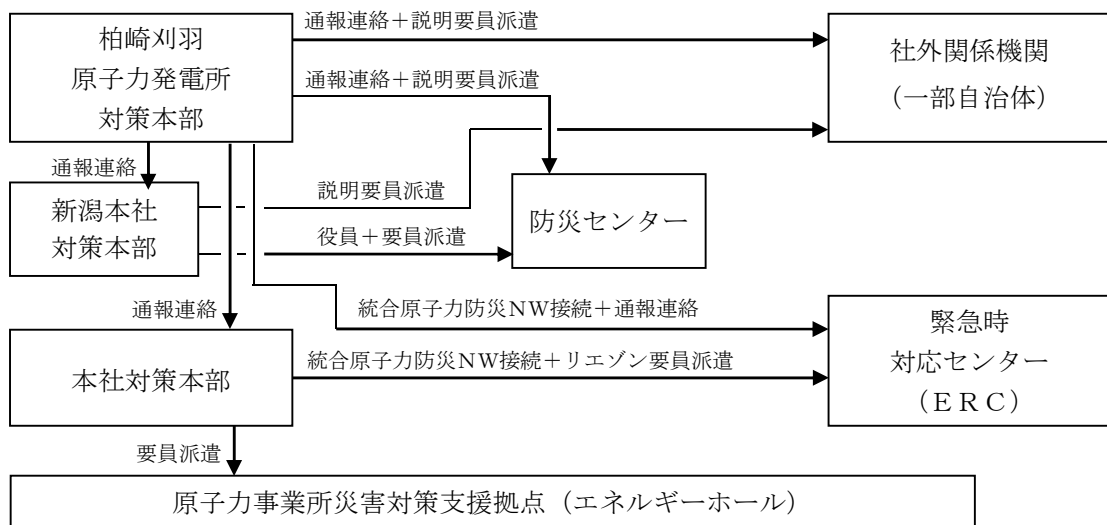 柏崎刈羽
原子力発電所
対策本部
通報連絡＋説明要員派遣
社外関係機関
（一部自治体）
通報連絡＋説明要員派遣
通報連絡
新潟本社
対策本部
説明要員派遣
役員＋要員派遣
防災センター
通報連絡
統合原子力防災ＮＷ接続＋通報連絡
緊急時
対応センター
（ＥＲＣ）
本社対策本部
統合原子力防災ＮＷ接続＋リエゾン要員派遣
要員派遣
原子力事業所災害対策支援拠点（エネルギーホール）